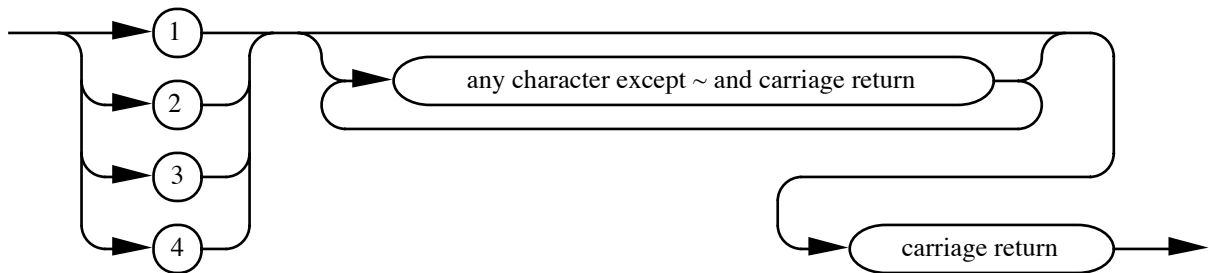 1
any character except ~ and carriage return
2
3
4
carriage return